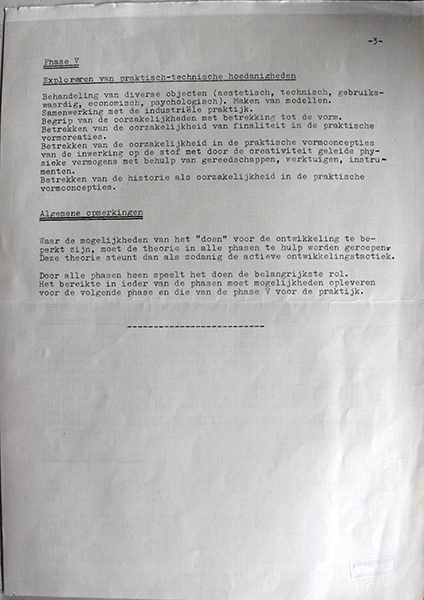 -3-
Phase V
Exploreren van praktisch-technische hoedanigheden
Behandeling van diverse objecten (aestetisch, technisch, gebruiks-
waardig, economisch, psychologisch). Maken van modellen.
Samenwerking met de industriële praktijk.
Begrip van de oorzakelijkheden met betrekking tot de vorm.
Betrekken van de oorzakelijkheid van finaliteit in de praktische
vormcreaties.
Betrekken van de oorzakelijkheid in de praktische vormconcepties
van de inwerking op de stof met door de creativiteit geleide phy-
sieke vermogens met behulp van gereedschappen, werktuigen, instru-
menten.
Betrekken van de historie als oorzakelijkheid in de praktische
vormconcepties.
Algemene opmerkingen
Waar de mogelijkheden van het "doen" voor de ontwikkeling te be-
perkt zijn, moet de theorie in alle phasen te hulp worden geroepen.
Deze theorie steunt dan als zodanig de actieve ontwikkelingstactiek.
Door alle phasen heen speelt het doen de belangrijkste rol.
Het bereikte in ieder van de phasen moet mogelijkheden opleveren
voor de volgende phase en die van de phase V voor de praktijk.